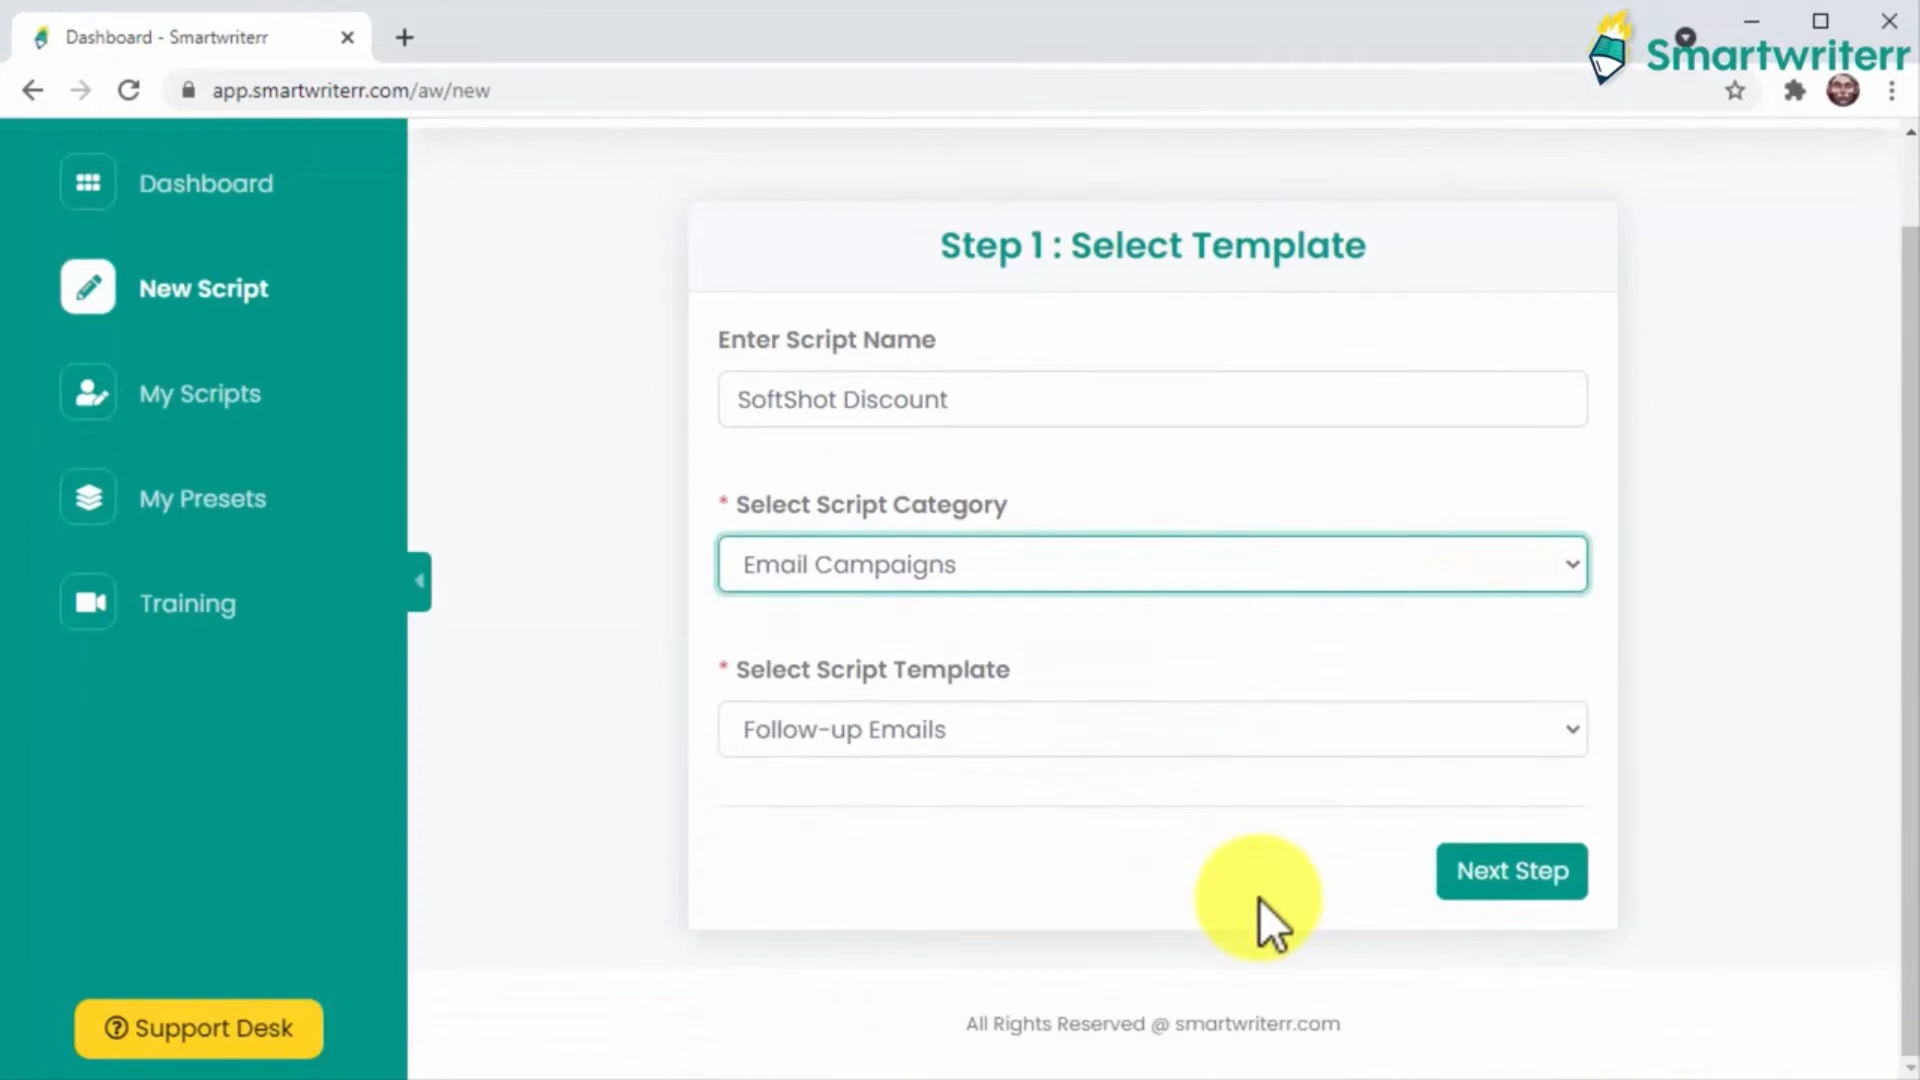 Dashboard - Smartwriterr
Smartwriterr
app.smartwriterr.com/aw/new
Dashboard
New Script
My Scripts
My Presets
Training
Support Desk
Step 1 : Select Template
Enter Script Name
SoftShot Discount
* Select Script Category
Email Campaigns
* Select Script Template
Follow-up Emails
Next Step
All Rights Reserved @ smartwriterr.com